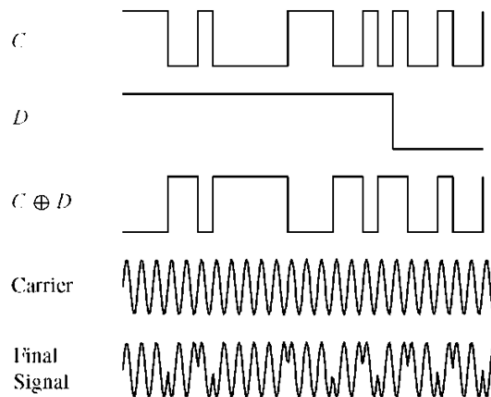 C
D
C ⊕ D
Carrier
Final
Signal